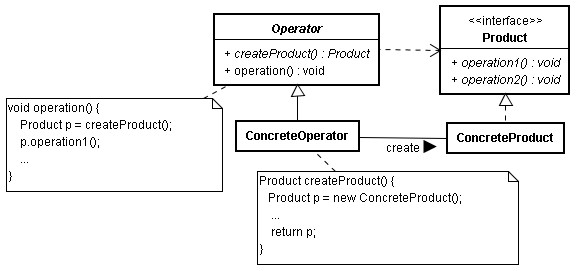 Operator
+ createProduct() : Product
+ operation() : void
<<interface>>
Product
+ operation1() : void
+ operation2() : void
void operation() {
Product p = createProduct();
p.operation1();
...
}
ConcreteOperator
create ▶
ConcreteProduct
Product createProduct() {
Product p = new ConcreteProduct();
...
return p;
}